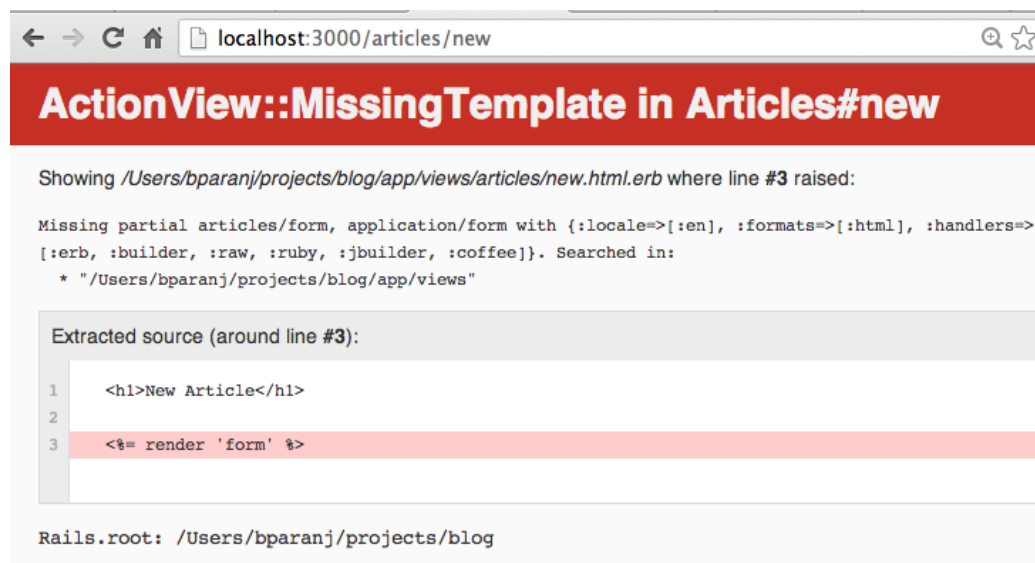 localhost:3000/articles/new
ActionView::MissingTemplate in Articles#new
Showing /Users/bparanj/projects/blog/app/views/articles/new.html.erb where line #3 raised:
Missing partial articles/form, application/form with {:locale=>[:en], :formats=>[:html], :handlers=>
[:erb, :builder, :raw, :ruby, :jbuilder, :coffee]}. Searched in:
* "/Users/bparanj/projects/blog/app/views"
Extracted source (around line #3):
1 <h1>New Article</h1>
2
3 <%= render 'form' %>
Rails.root: /Users/bparanj/projects/blog